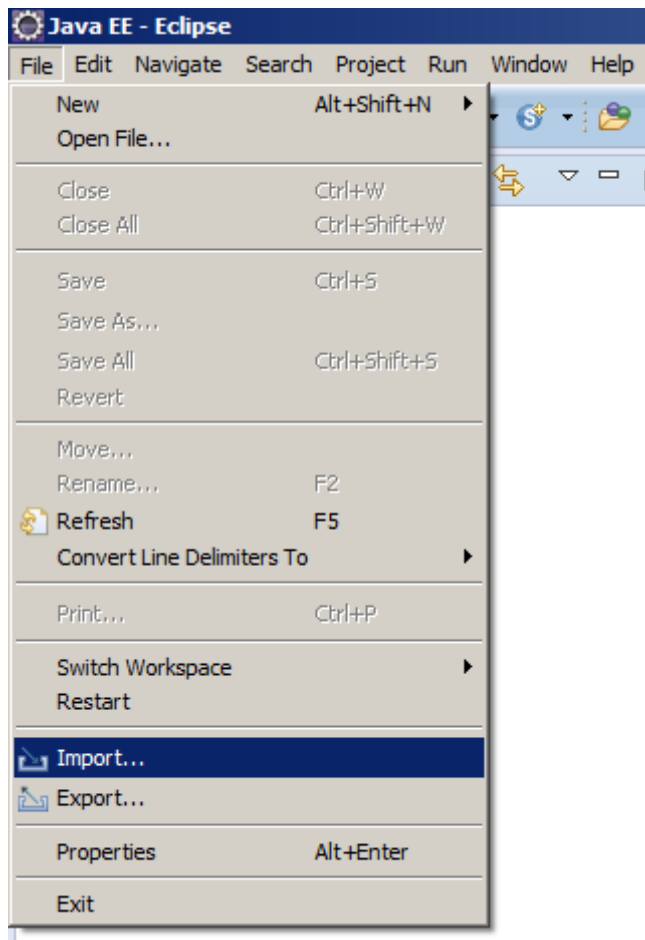 Java EE - Eclipse
File Edit Navigate Search Project Run Window Help
New Alt+Shift+N
Open File...
Close Ctrl+W
Close All Ctrl+Shift+W
Save Ctrl+S
Save As...
Save All Ctrl+Shift+S
Revert
Move...
Rename... F2
Refresh F5
Convert Line Delimiters To
Print... Ctrl+P
Switch Workspace
Restart
Import...
Export...
Properties Alt+Enter
Exit